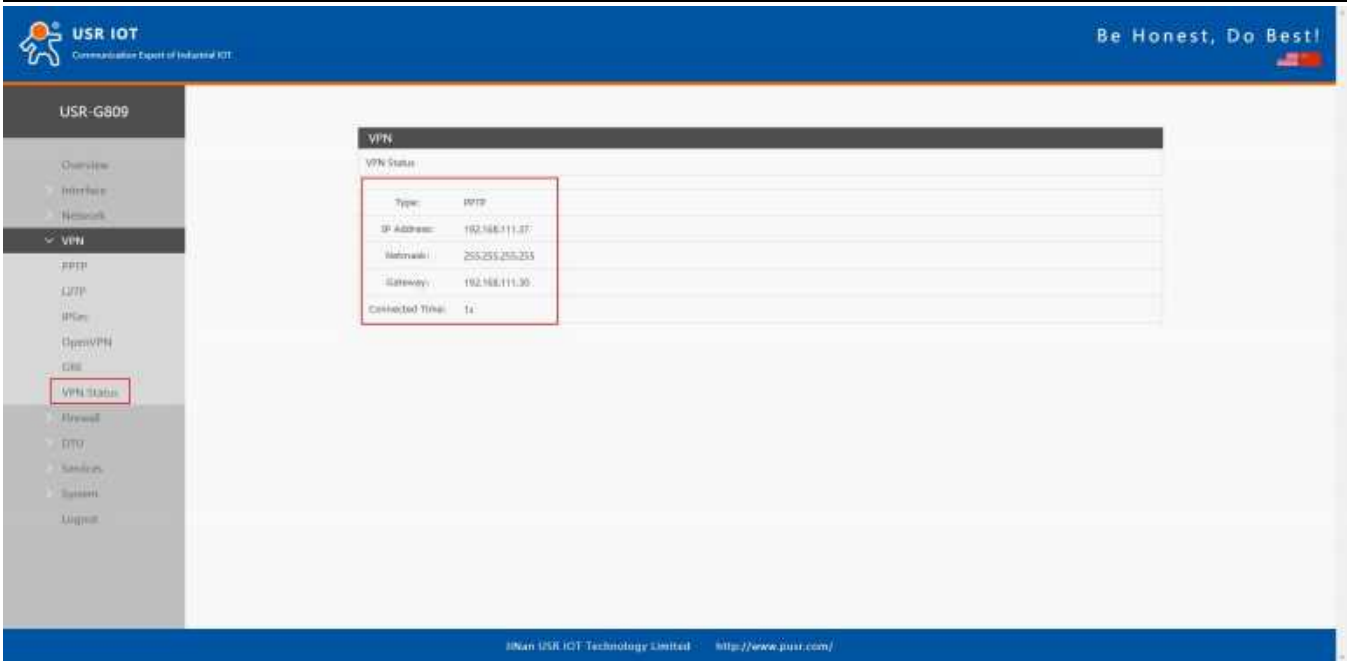 USR IOT
Communication Expert of Industrial IOT
Be Honest, Do Best!
USR-G809
Overview
Interface
Network
VPN
PPTP
L2TP
IPSec
OpenVPN
GRE
VPN Status
Firewall
DTU
Services
System
Logout
VPN
VPN Status
Type: PPTP
IP Address: 192.168.111.37
Netmask: 255.255.255.255
Gateway: 192.168.111.30
Connected Time: 1s
JiNan USR IOT Technology Limited http://www.pusr.com/